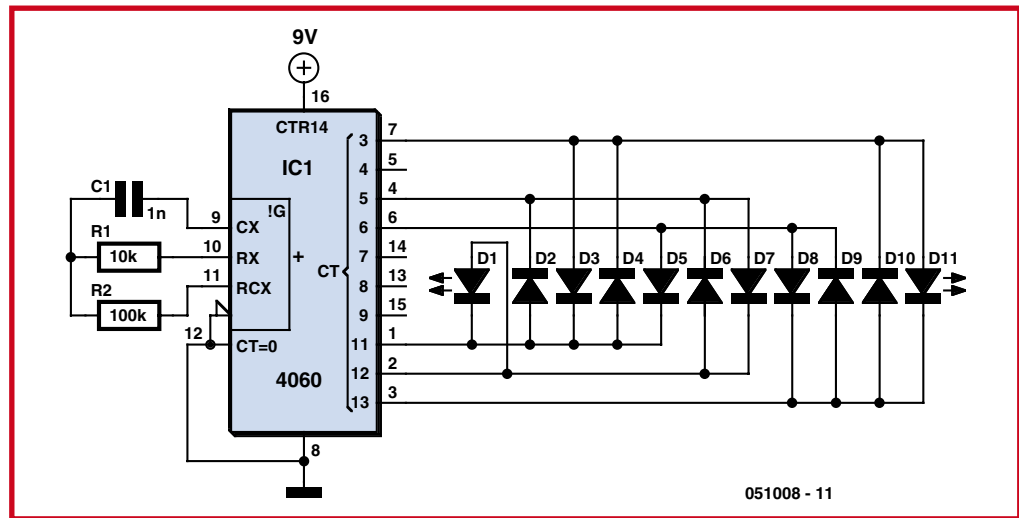 9V
16
CTR14
IC1
!G
+
CT
3
7
4
5
5
4
6
6
7
14
8
13
9
15
11
1
12
2
13
3
C1
1n
9
CX
R1
10k
10
RX
11
RCX
R2
100k
12
CT=0
4060
8
D1
D2
D3
D4
D5
D6
D7
D8
D9
D10
D11
051008 - 11